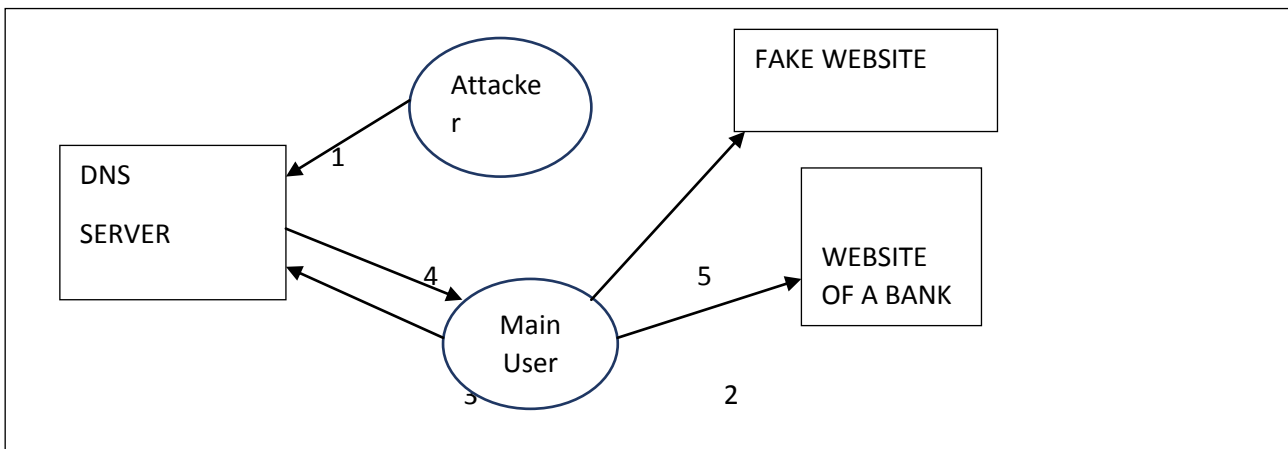 Attacke
r
FAKE WEBSITE
1
DNS
SERVER
4
5
WEBSITE
OF A BANK
Main
User
3
2